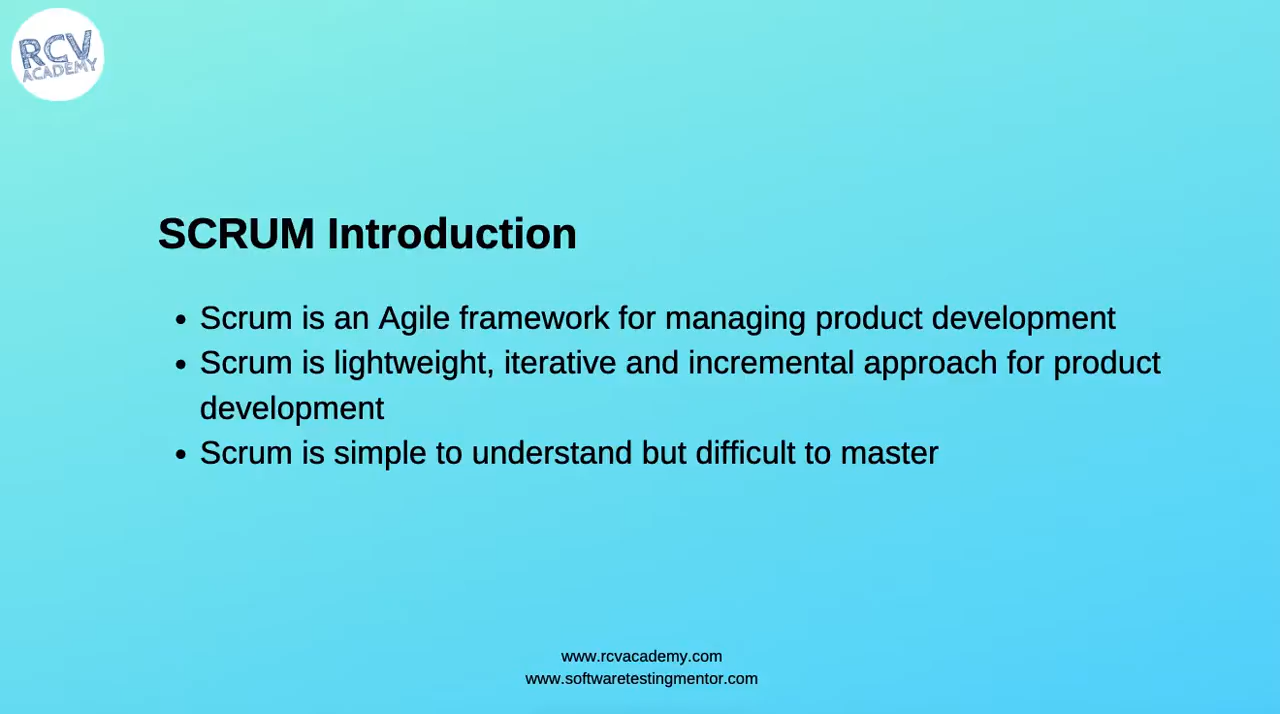 RCV
ACADEMY
SCRUM Introduction
• Scrum is an Agile framework for managing product development
• Scrum is lightweight, iterative and incremental approach for product
development
• Scrum is simple to understand but difficult to master
www.rcvacademy.com
www.softwaretestingmentor.com